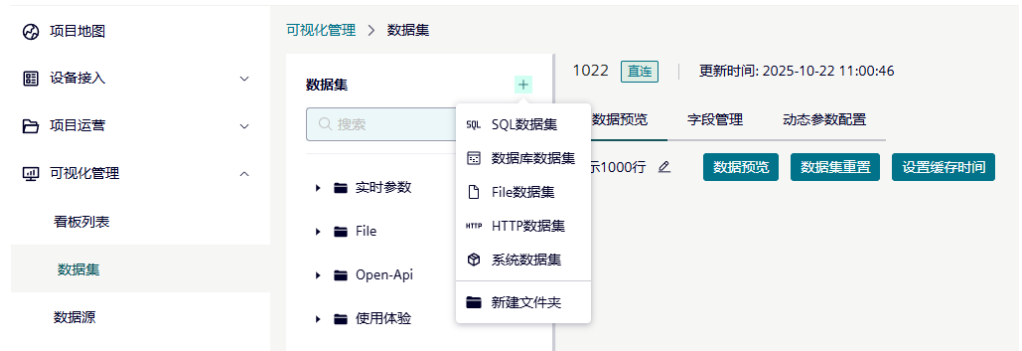 项目地图
设备接入
项目运营
可视化管理
看板列表
数据集
数据源
可视化管理 > 数据集
数据集 +
搜索
实时参数
File
Open-Api
使用体验
SQL SQL数据集
数据库数据集
File数据集
HTTP HTTP数据集
系统数据集
新建文件夹
1022 直连 更新时间: 2025-10-22 11:00:46
数据预览 字段管理 动态参数配置
示1000行 数据预览 数据集重置 设置缓存时间